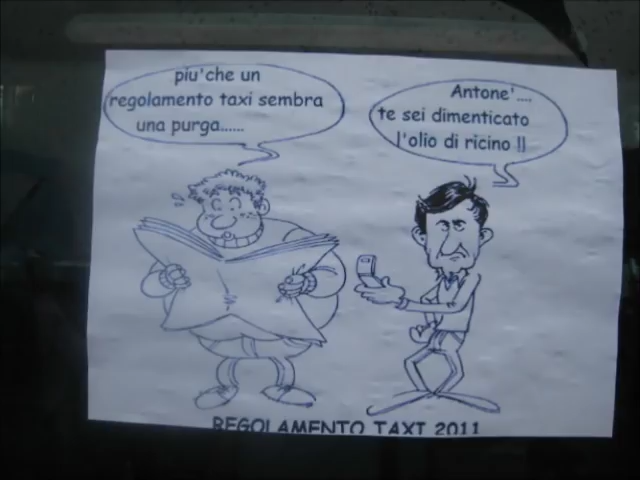 piu'che un
regolamento taxi sembra
una purga......
Antone'....
te sei dimenticato
l'olio di ricino !!
REGOLAMENTO TAXI 2011